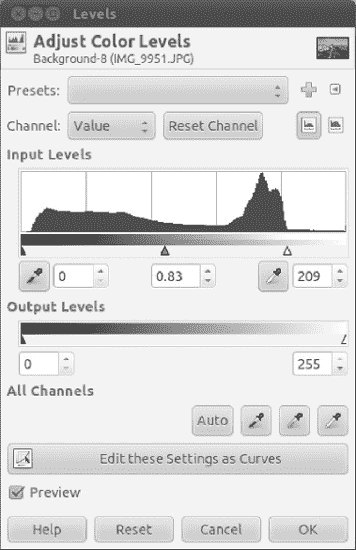 Levels
Adjust Color Levels
Background-8 (IMG_9951.JPG)
Presets:
Channel: Value Reset Channel
Input Levels
0 0.83 209
Output Levels
0 255
All Channels
Auto
Edit these Settings as Curves
Preview
Help Reset Cancel OK